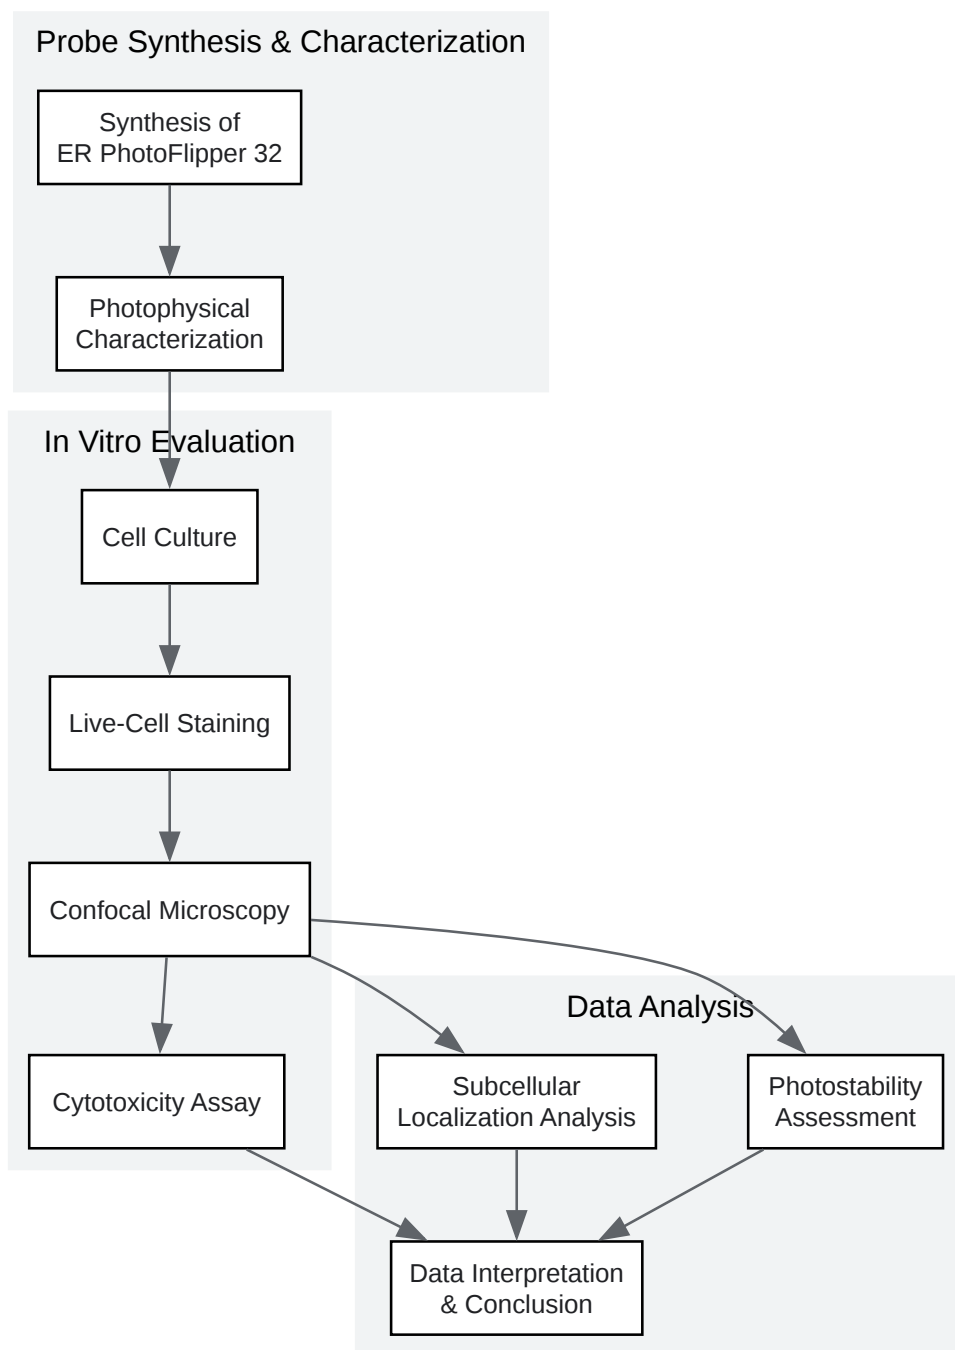 Probe Synthesis & Characterization
Synthesis of
ER PhotoFlipper 32
Photophysical
Characterization
In Vitro Evaluation
Cell Culture
Live-Cell Staining
Confocal Microscopy
Cytotoxicity Assay
Data Analysis
Subcellular
Localization Analysis
Photostability
Assessment
Data Interpretation
& Conclusion